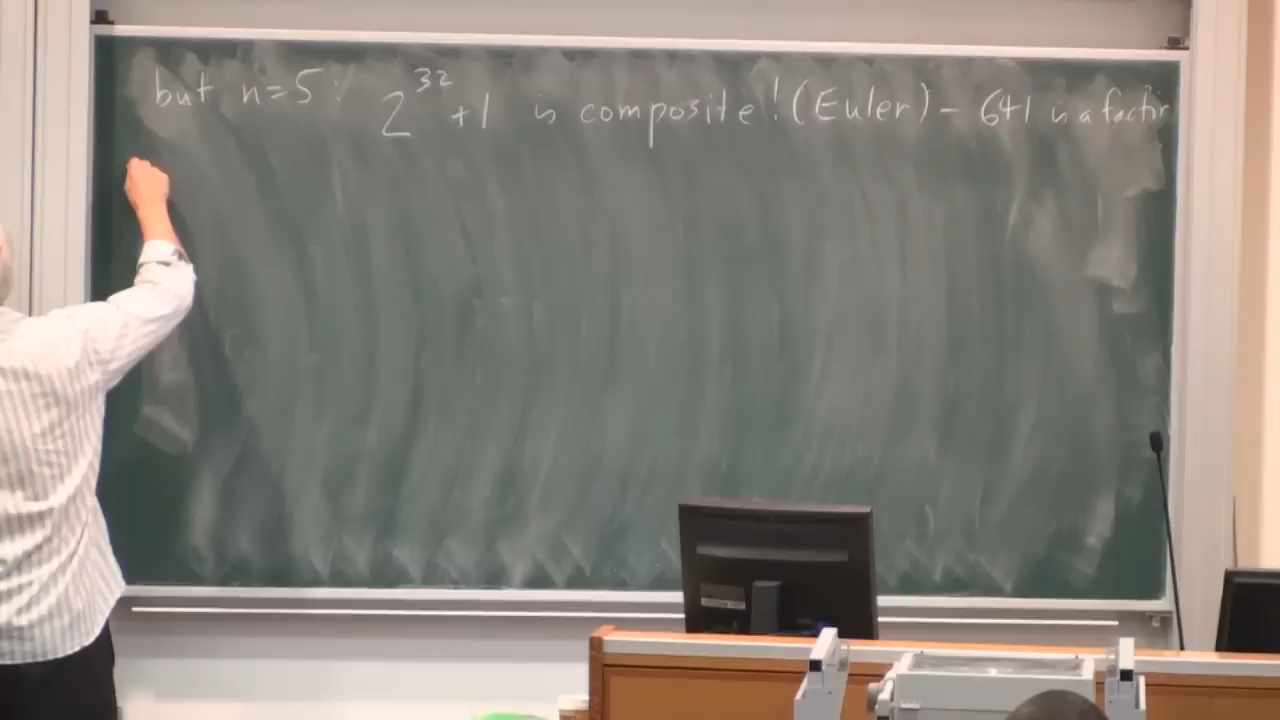 but n=5: 2^32+1 is composite! (Euler) - 641 is a factor